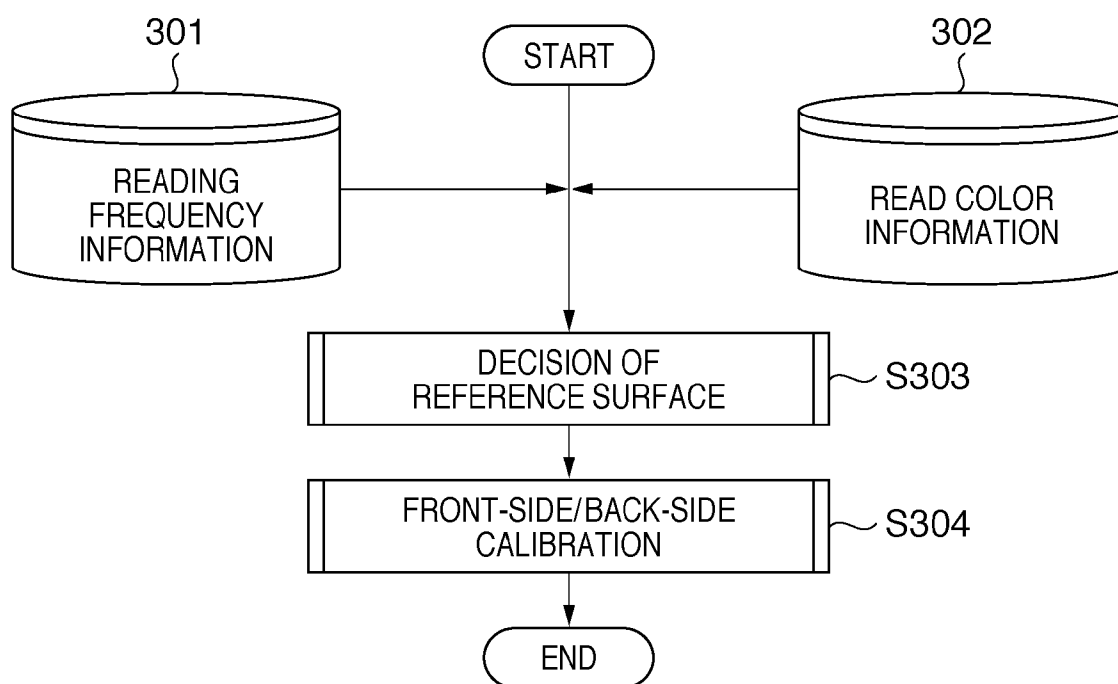 301
START
302
READING
FREQUENCY
INFORMATION
READ COLOR
INFORMATION
DECISION OF
REFERENCE SURFACE
S303
FRONT-SIDE/BACK-SIDE
CALIBRATION
S304
END